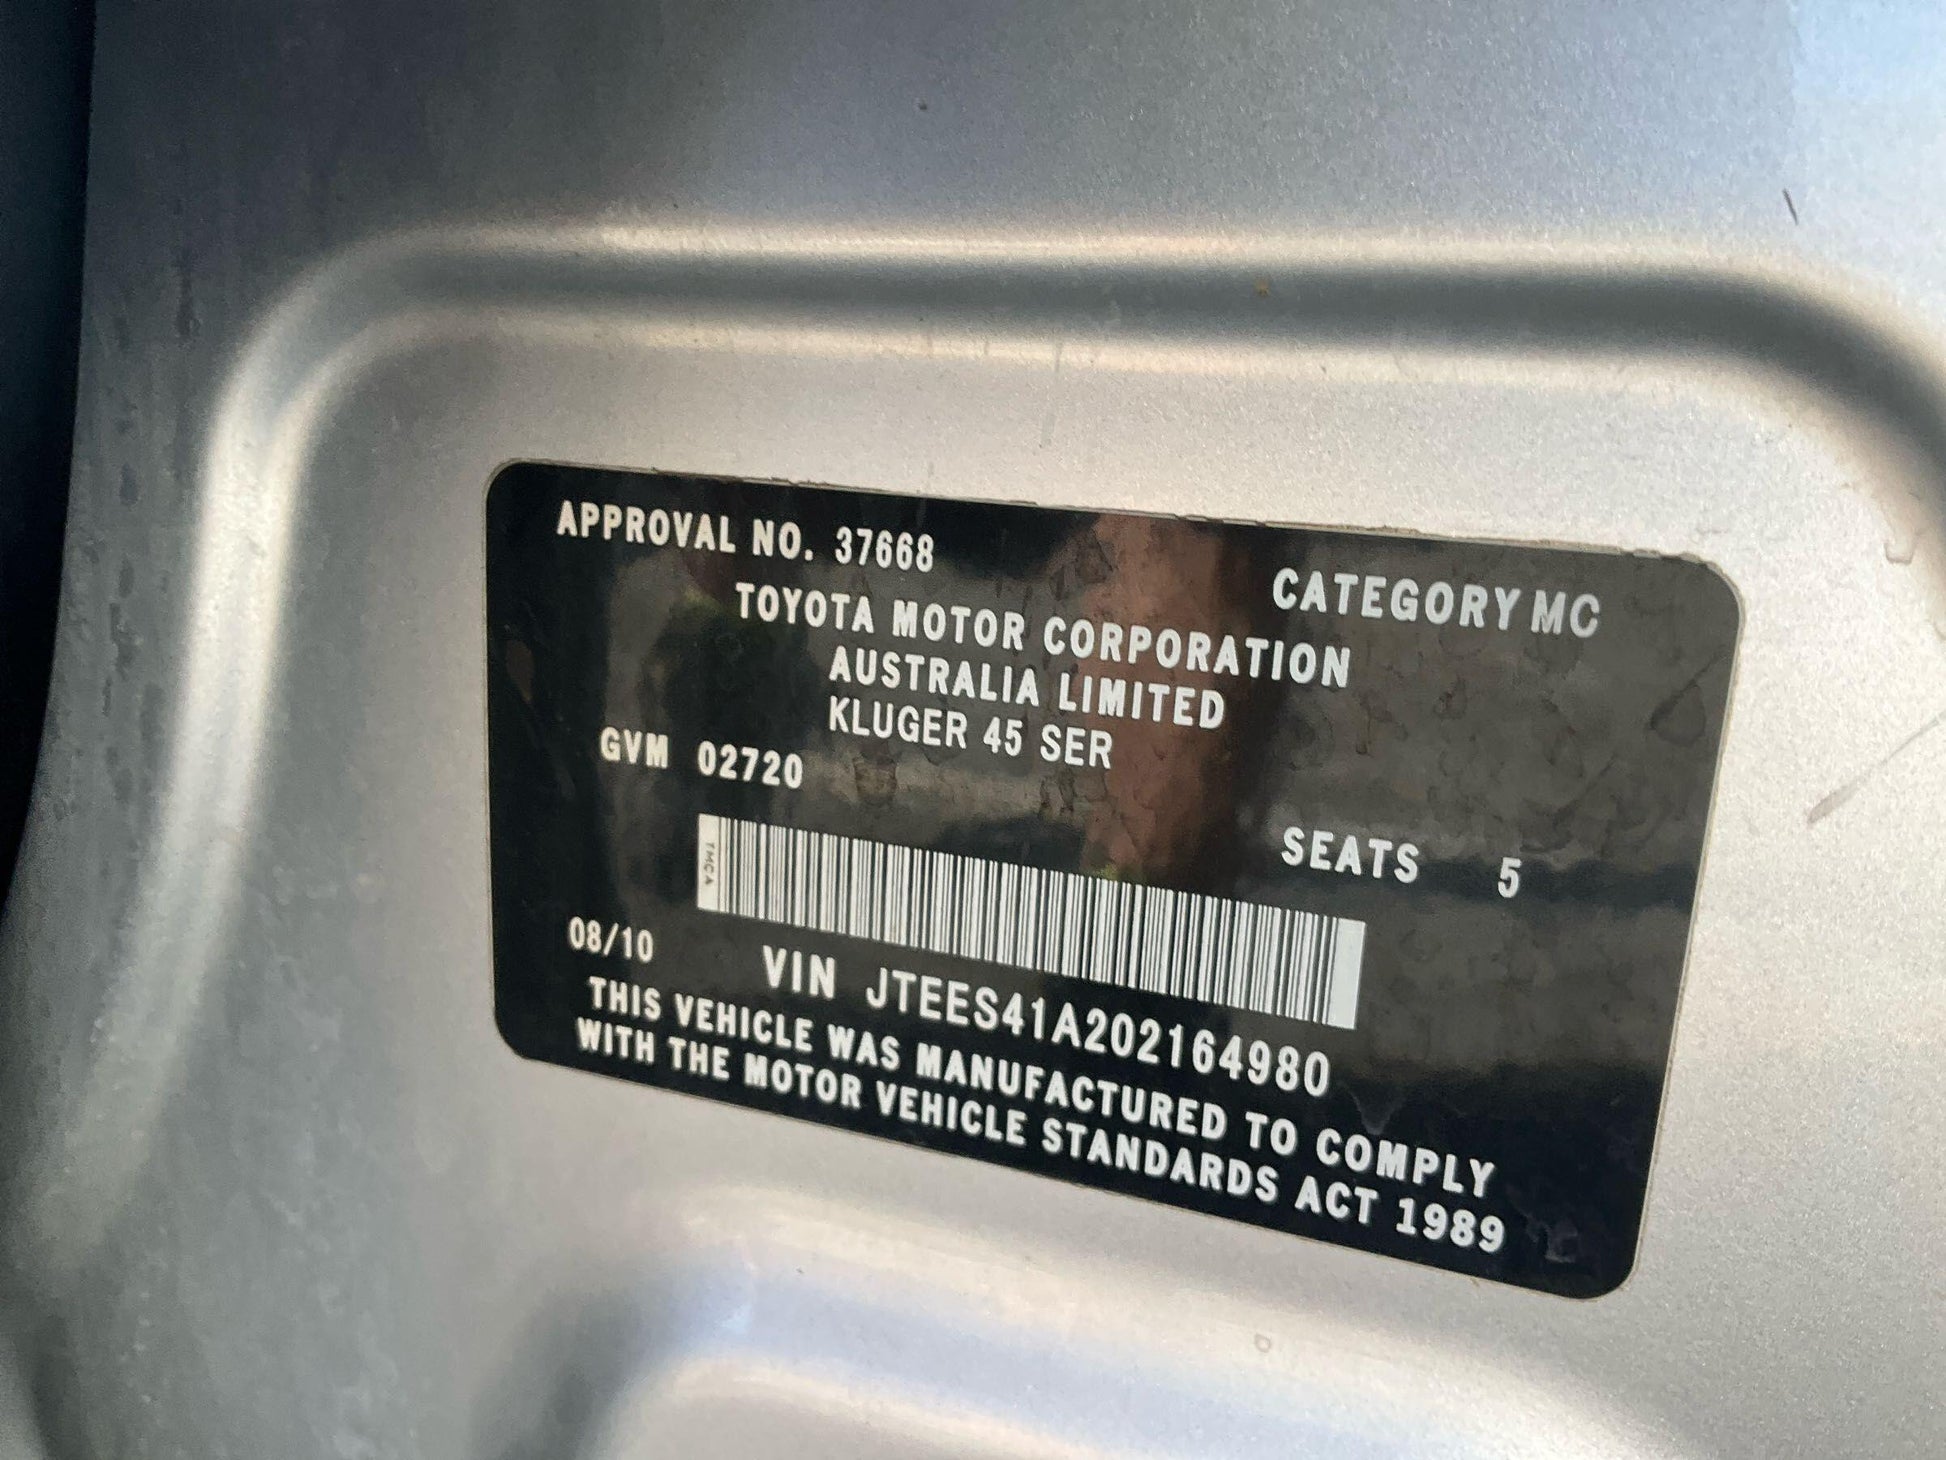 APPROVAL NO. 37668
CATEGORY MC
TOYOTA MOTOR CORPORATION
AUSTRALIA LIMITED
KLUGER 45 SER
GVM 02720
SEATS 5
TMCA
08/10
VIN JTEES41A202164980
THIS VEHICLE WAS MANUFACTURED TO COMPLY
WITH THE MOTOR VEHICLE STANDARDS ACT 1989